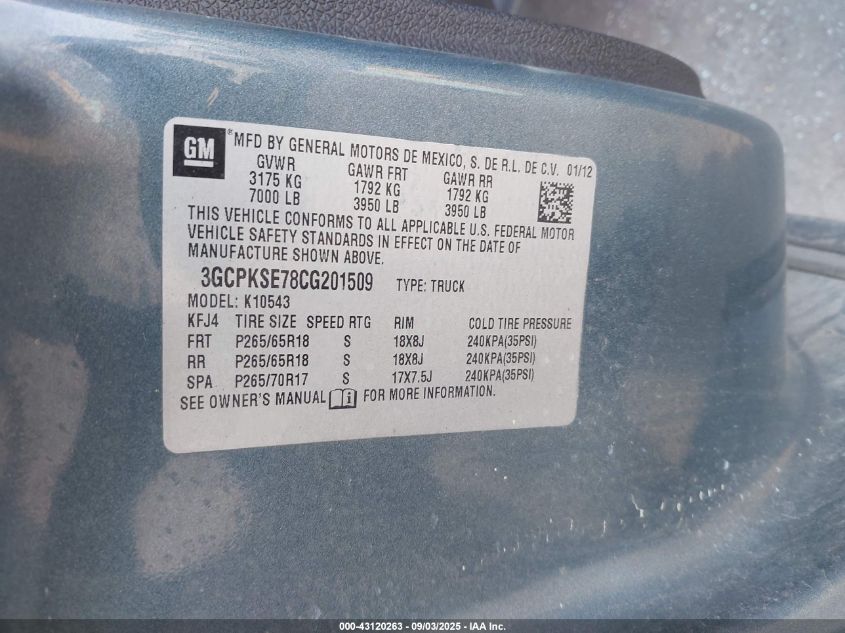 GM ® MFD BY GENERAL MOTORS DE MEXICO, S. DE R.L. DE C.V. 01/12
GVWR GAWR FRT GAWR RR
3175 KG 1792 KG 1792 KG
7000 LB 3950 LB 3950 LB
THIS VEHICLE CONFORMS TO ALL APPLICABLE U.S. FEDERAL MOTOR
VEHICLE SAFETY STANDARDS IN EFFECT ON THE DATE OF
MANUFACTURE SHOWN ABOVE.
3GCPKSE78CG201509 TYPE: TRUCK
MODEL: K10543
KFJ4 TIRE SIZE SPEED RTG RIM COLD TIRE PRESSURE
FRT P265/65R18 S 18X8J 240KPA(35PSI)
RR P265/65R18 S 18X8J 240KPA(35PSI)
SPA P265/70R17 S 17X7.5J 240KPA(35PSI)
SEE OWNER'S MANUAL i FOR MORE INFORMATION.
000-43120263 - 09/03/2025 - IAA Inc.